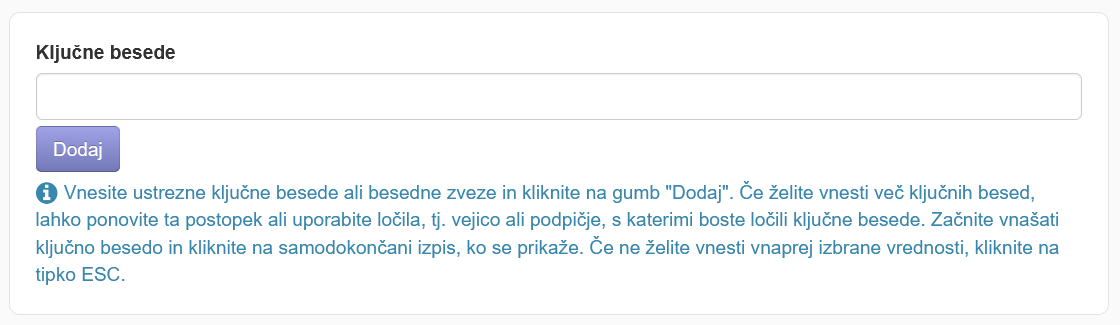 Ključne besede
Dodaj
Vnesite ustrezne ključne besede ali besedne zveze in kliknite na gumb "Dodaj". Če želite vnesti več ključnih besed,
lahko ponovite ta postopek ali uporabite ločila, tj. vejico ali podpičje, s katerimi boste ločili ključne besede. Začnite vnašati
ključno besedo in kliknite na samodokončani izpis, ko se prikaže. Če ne želite vnesti vnaprej izbrane vrednosti, kliknite na
tipko ESC.